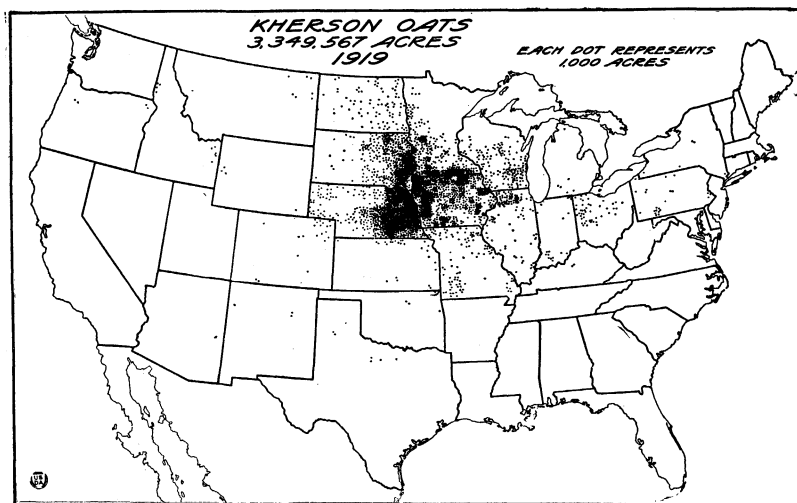 KHERSON OATS
3,349,567 ACRES
1919
EACH DOT REPRESENTS
1,000 ACRES